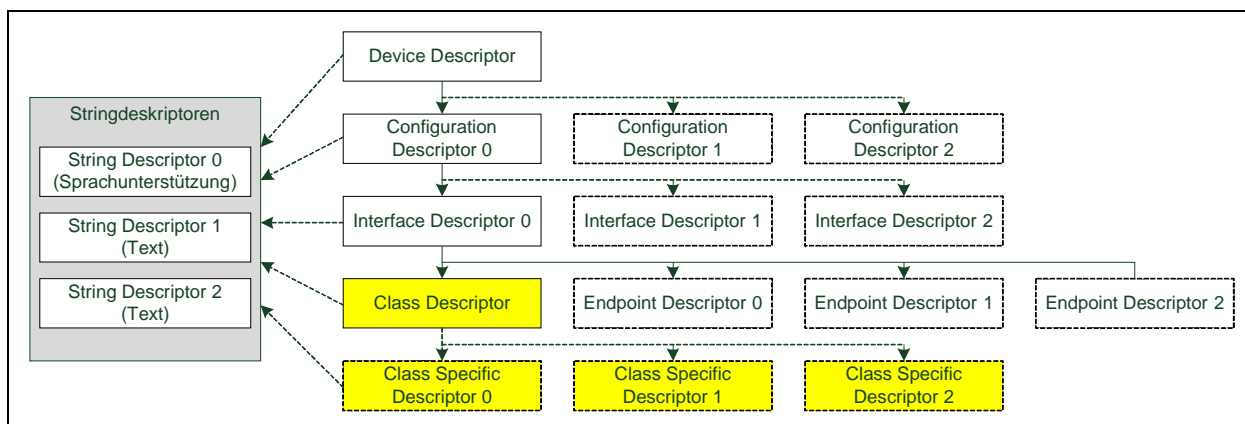 Device Descriptor
Stringdeskriptoren
String Descriptor 0
(Sprachunterstützung)
String Descriptor 1
(Text)
String Descriptor 2
(Text)
Configuration
Descriptor 0
Configuration
Descriptor 1
Configuration
Descriptor 2
Interface Descriptor 0
Interface Descriptor 1
Interface Descriptor 2
Class Descriptor
Endpoint Descriptor 0
Endpoint Descriptor 1
Endpoint Descriptor 2
Class Specific
Descriptor 0
Class Specific
Descriptor 1
Class Specific
Descriptor 2